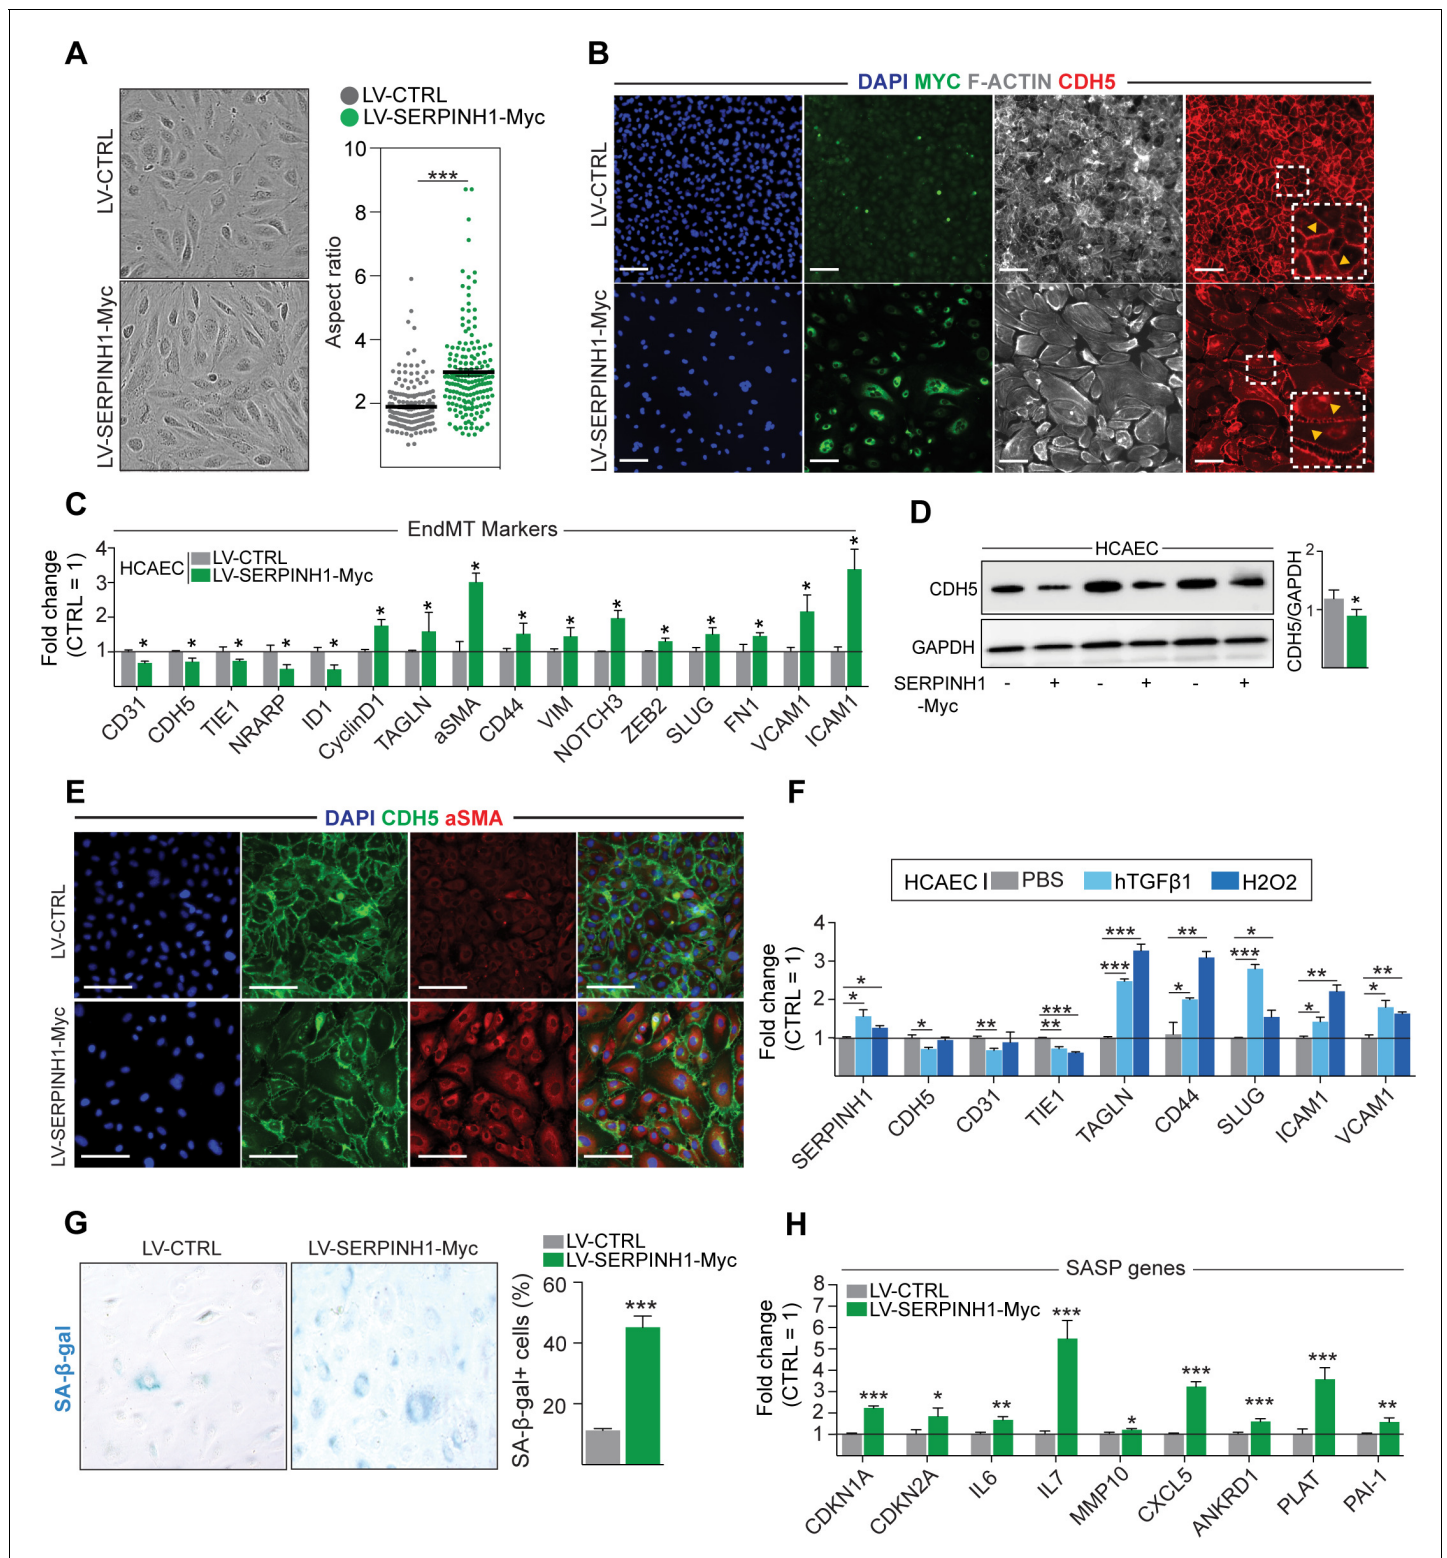 A
LV-CTRL
LV-SERPINH1-Myc
LV-CTRL
LV-SERPINH1-Myc
Aspect ratio
10
8
6
4
2
***
B
DAPI MYC F-ACTIN CDH5
LV-CTRL
LV-SERPINH1-Myc
C
EndMT Markers
Fold change
(CTRL = 1)
4
3
2
1
HCAEC
LV-CTRL
LV-SERPINH1-Myc
* * * * * * * * * * * * * * * *
CD31 CDH5 TIE1 NRARP ID1 CyclinD1 TAGLN aSMA CD44 VIM NOTCH3 ZEB2 SLUG FN1 VCAM1 ICAM1
D
HCAEC
CDH5
GAPDH
SERPINH1
-Myc
- + - + - +
CDH5/GAPDH
2
1
*
E
DAPI CDH5 aSMA
LV-CTRL
LV-SERPINH1-Myc
F
HCAEC PBS hTGFβ1 H2O2
Fold change
(CTRL = 1)
4
3
2
1
* *
*
**
*** **
*** ***
** *
* ***
** *
** *
SERPINH1 CDH5 CD31 TIE1 TAGLN CD44 SLUG ICAM1 VCAM1
G
LV-CTRL LV-SERPINH1-Myc
SA-β-gal
LV-CTRL
LV-SERPINH1-Myc
SA-β-gal+ cells (%)
60
40
20
***
H
SASP genes
LV-CTRL
LV-SERPINH1-Myc
Fold change
(CTRL = 1)
8
7
6
5
4
3
2
1
*** * ** *** * *** *** *** **
CDKN1A CDKN2A IL6 IL7 MMP10 CXCL5 ANKRD1 PLAT PAI-1